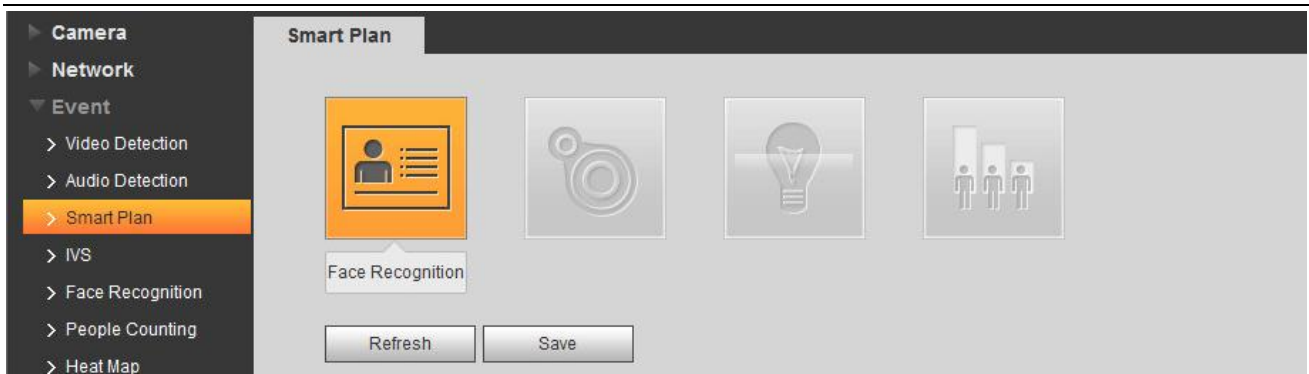 Camera
Network
Event
Video Detection
Audio Detection
Smart Plan
IVS
Face Recognition
People Counting
Heat Map
Smart Plan
Face Recognition
Refresh
Save